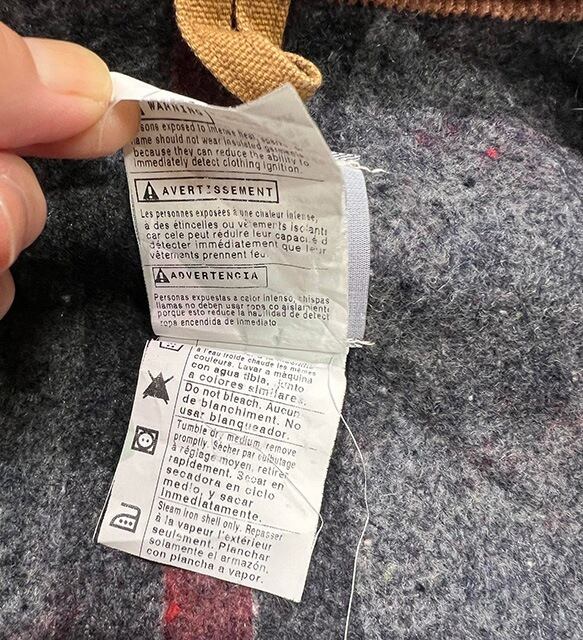 WARNING
sons exposed to intense heat,
ame should not wear insulated
because they can reduce the ability to
immediately detect clothing ignition.
AVERTISSEMENT
Les personnes exposées à une chaleur intense,
à des étincelles ou vêtements isolants
car cela peut réduire leur capacité d
détecter immédiatement que leur
vêtements prennent feu.
ADVERTENCIA
Personas expuestas a calor intenso, chispas
llamas no deben usar ropa co aislamiento
porque esto reduce la habilidad de detect
ropa encendida de inmediato
à l'eau froide chaude les mêmes
couleurs. Lavar a máquina
con agua tibia, junto
a colores similares.
Do not bleach. Aucun
de blanchiment. No
usar blanqueador.
Tumble dry, medium, remove
promptly. Sécher par culbutage
à réglage moyen, retirer
rapidement. Secar en
secadora en ciclo
medio, y sacar
inmediatamente.
Steam iron shell only. Repasser
à la vapeur l'extérieur
seulement. Planchar
solamente el armazón,
con plancha a vapor.